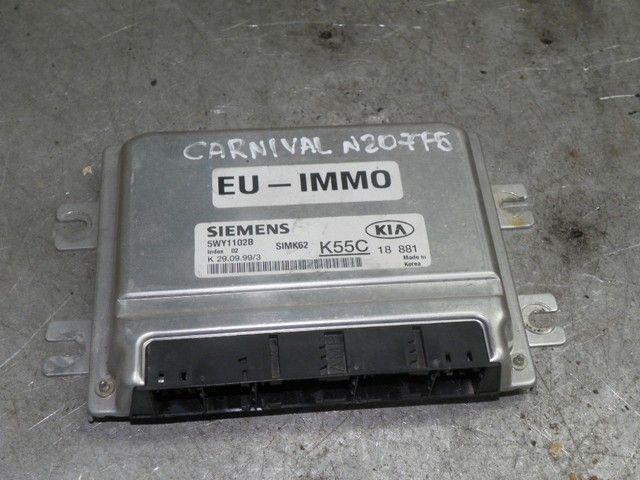 CARNIVAL N207F6
EU - IMMO
SIEMENS
5WY1102B SIMK62 K55C KIA
Index 02 18 881
K 29.09.99/3 Made in
Korea